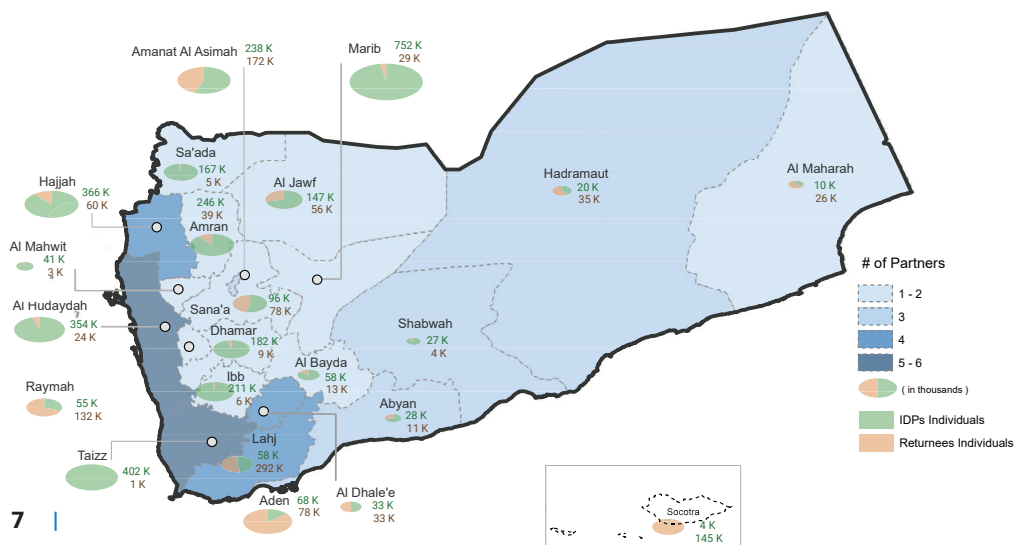 Amanat Al Asimah
238 K
172 K
Marib
752 K
29 K
Sa'ada
167 K
5 K
Hajjah
366 K
60 K
Al Jawf
147 K
56 K
246 K
39 K
Amran
Hadramaut
20 K
35 K
Al Maharah
10 K
26 K
Al Mahwit
41 K
3 K
Al Hudaydah
354 K
24 K
Sana'a
96 K
78 K
Dhamar
182 K
9 K
Shabwah
27 K
4 K
Al Bayda
58 K
13 K
Ibb
211 K
6 K
Raymah
55 K
132 K
Abyan
28 K
11 K
Lahj
58 K
292 K
Taizz
402 K
1 K
Aden
68 K
78 K
Al Dhale'e
33 K
33 K
# of Partners
1 - 2
3
4
5 - 6
( in thousands )
IDPs Individuals
Returnees Individuals
Socotra
4 K
145 K
7 |